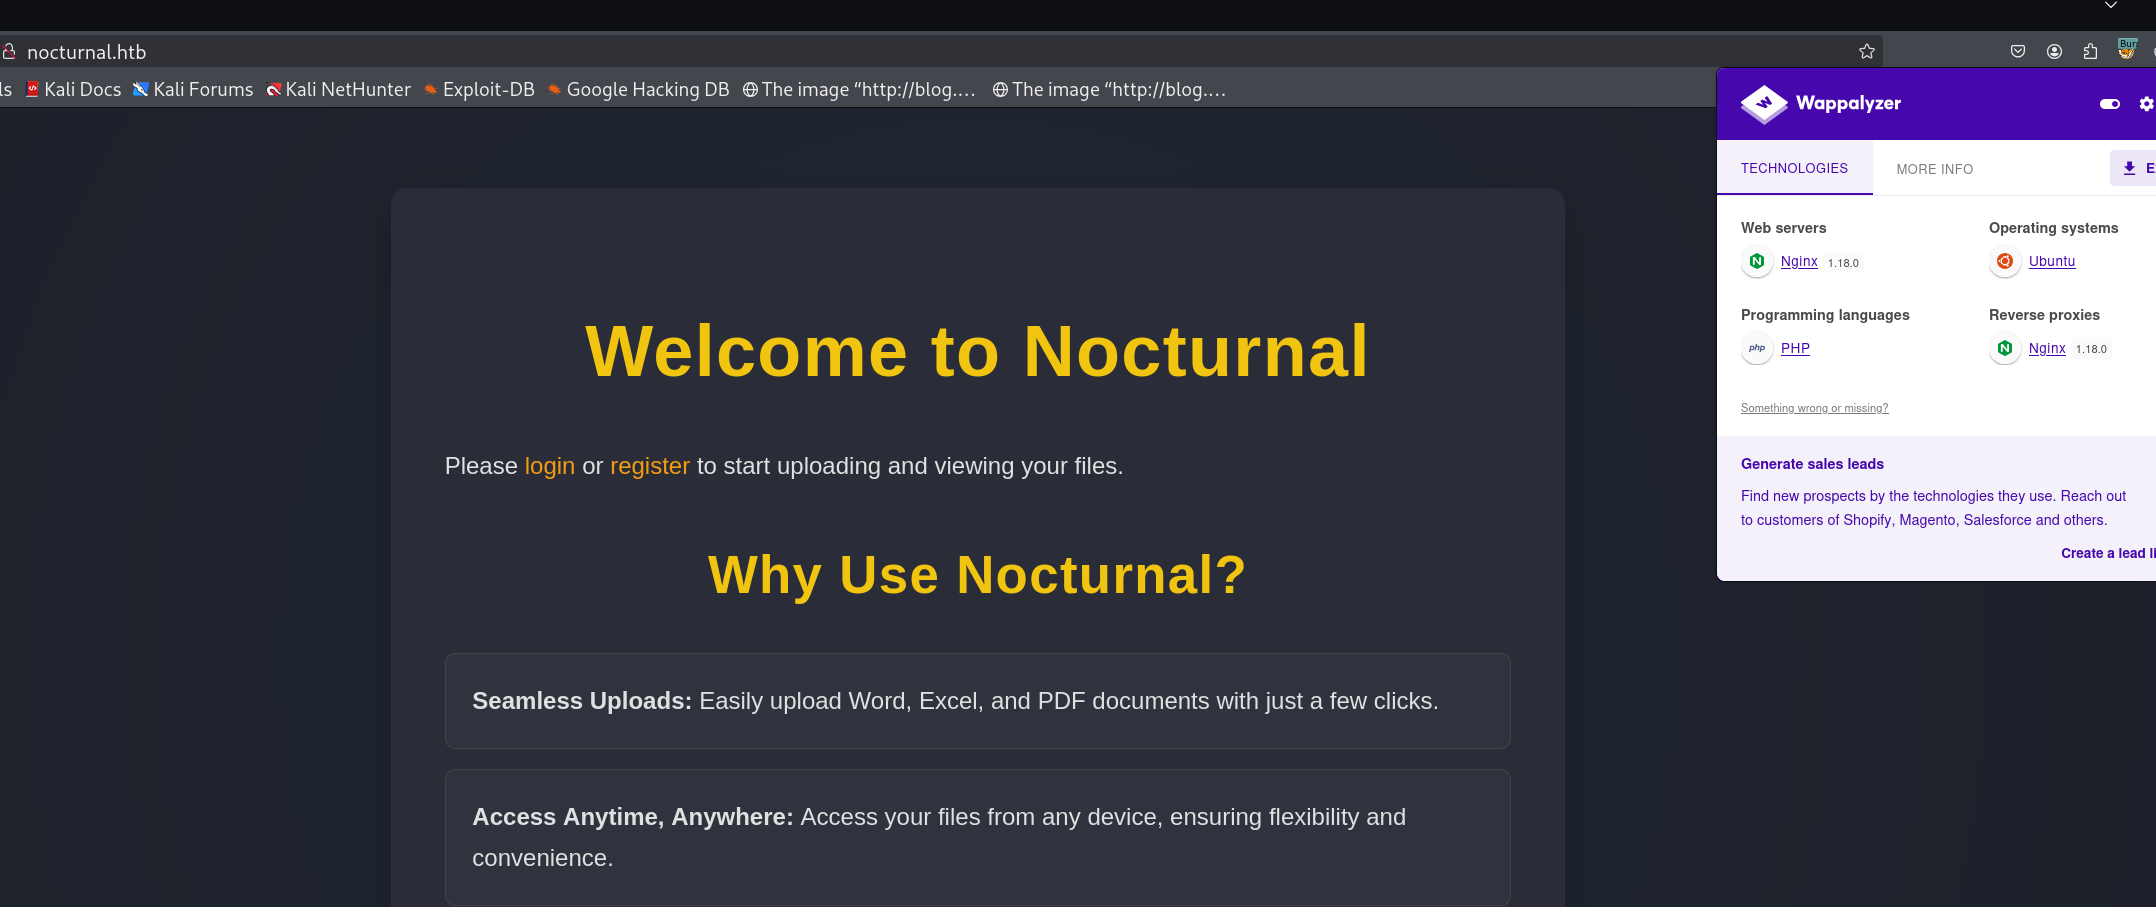 nocturnal.htb
ls Kali Docs Kali Forums Kali NetHunter Exploit-DB Google Hacking DB The image “http://blog.… The image “http://blog.…
Welcome to Nocturnal
Please login or register to start uploading and viewing your files.
Why Use Nocturnal?
Seamless Uploads: Easily upload Word, Excel, and PDF documents with just a few clicks.
Access Anytime, Anywhere: Access your files from any device, ensuring flexibility and
convenience.
Wappalyzer
TECHNOLOGIES MORE INFO
Web servers
Nginx 1.18.0
Operating systems
Ubuntu
Programming languages
php PHP
Reverse proxies
Nginx 1.18.0
Something wrong or missing?
Generate sales leads
Find new prospects by the technologies they use. Reach out
to customers of Shopify, Magento, Salesforce and others.
Create a lead li